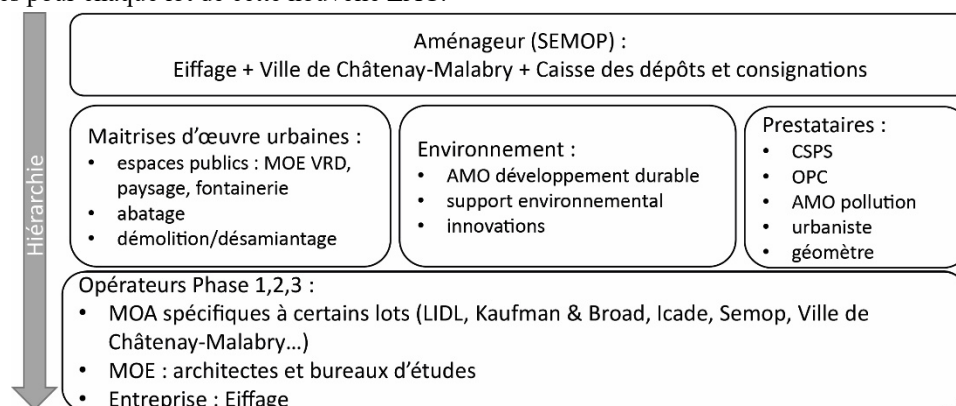 Hiérarchie
Aménageur (SEMOP) :
Eiffage + Ville de Châtenay-Malabry + Caisse des dépôts et consignations
Maitrises d'œuvre urbaines :
• espaces publics : MOE VRD,
paysage, fontainerie
• abatage
• démolition/désamiantage
Environnement :
• AMO développement durable
• support environnemental
• innovations
Prestataires :
• CSPS
• OPC
• AMO pollution
• urbaniste
• géomètre
Opérateurs Phase 1,2,3 :
• MOA spécifiques à certains lots (LIDL, Kaufman & Broad, Icade, Semop, Ville de
Châtenay-Malabry…)
• MOE : architectes et bureaux d'études
• Entreprise : Eiffage